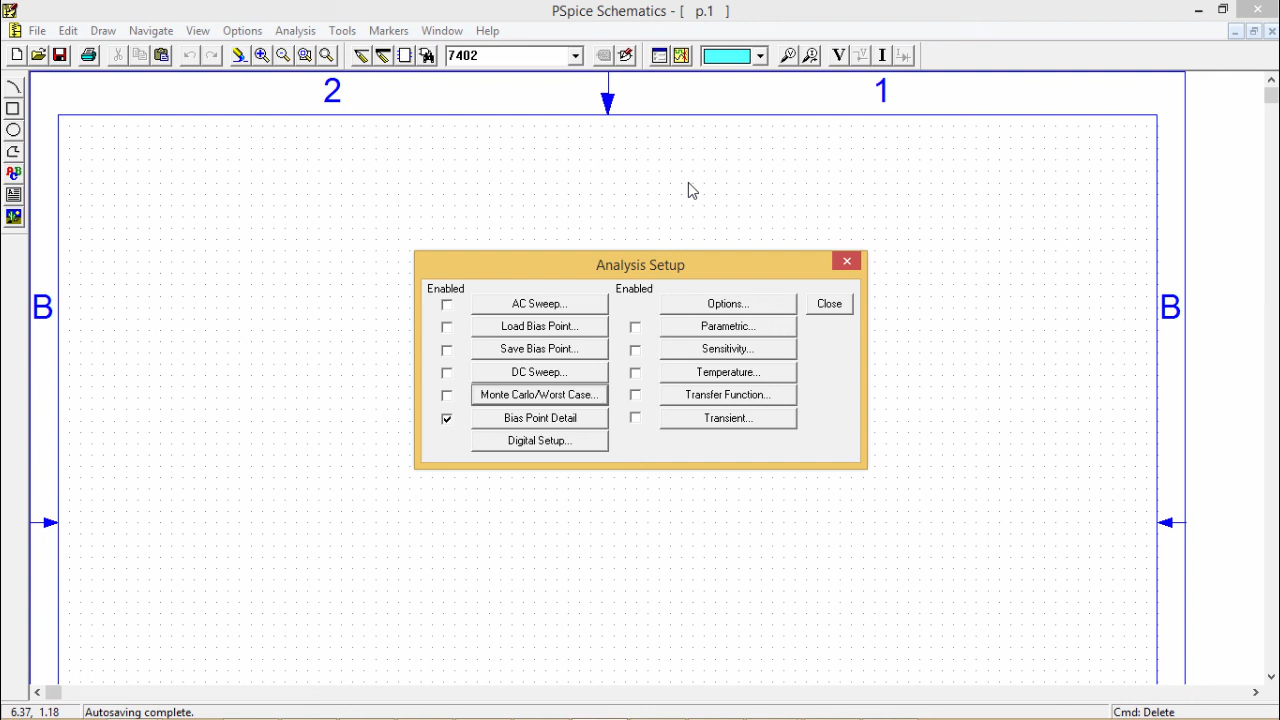 PSpice Schematics - [   p.1   ]
File Edit Draw Navigate View Options Analysis Tools Markers Window Help
7402
V V I I
ABC
2 1
B B
Analysis Setup
Enabled Enabled
AC Sweep... Options... Close
Load Bias Point... Parametric...
Save Bias Point... Sensitivity...
DC Sweep... Temperature...
Monte Carlo/Worst Case... Transfer Function...
Bias Point Detail Transient...
Digital Setup...
6.37, 1.18 Autosaving complete. Cmd: Delete